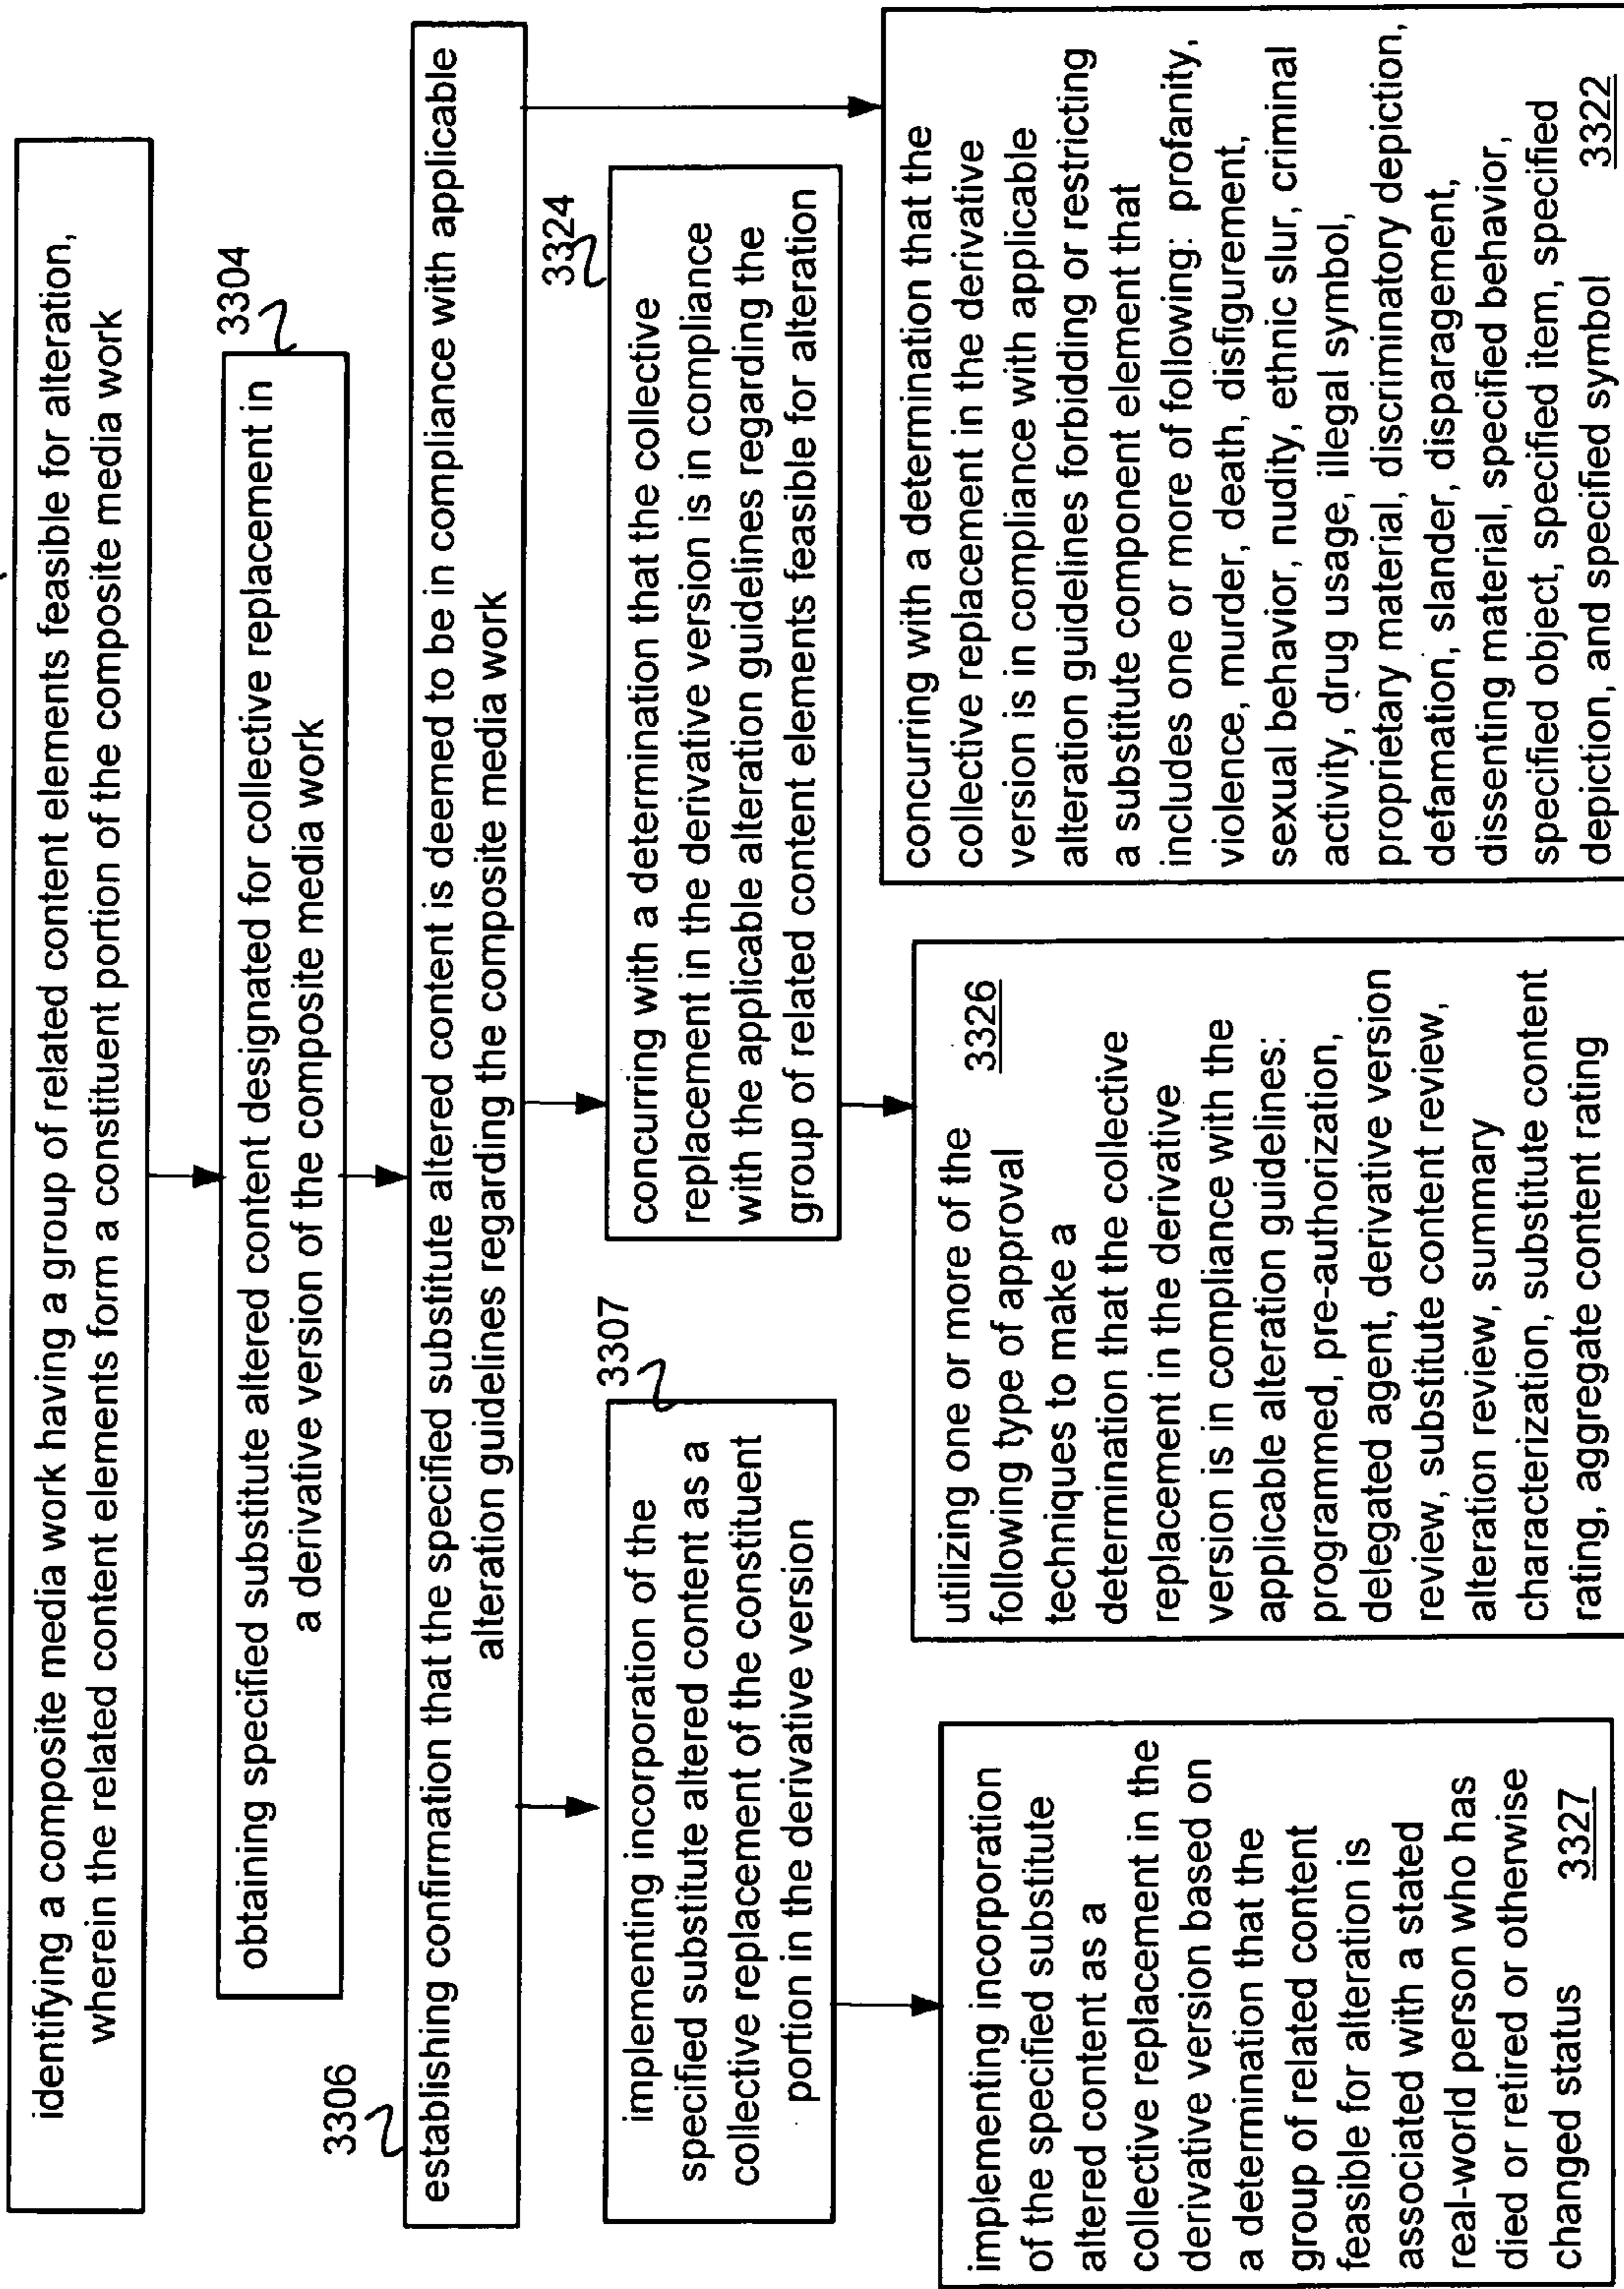 identifying a composite media work having a group of related content elements feasible for alteration,
wherein the related content elements form a constituent portion of the composite media work
3304
obtaining specified substitute altered content designated for collective replacement in
a derivative version of the composite media work
3306
establishing confirmation that the specified substitute altered content is deemed to be in compliance with applicable
alteration guidelines regarding the composite media work
3307
implementing incorporation of the
specified substitute altered content as a
collective replacement of the constituent
portion in the derivative version
3324
concurring with a determination that the collective
replacement in the derivative version is in compliance
with the applicable alteration guidelines regarding the
group of related content elements feasible for alteration
implementing incorporation
of the specified substitute
altered content as a
collective replacement in the
derivative version based on
a determination that the
group of related content
feasible for alteration is
associated with a stated
real-world person who has
died or retired or otherwise
changed status 3327
utilizing one or more of the
following type of approval 3326
techniques to make a
determination that the collective
replacement in the derivative
version is in compliance with the
applicable alteration guidelines:
programmed, pre-authorization,
delegated agent, derivative version
review, substitute content review,
alteration review, summary
characterization, substitute content
rating, aggregate content rating
concurring with a determination that the
collective replacement in the derivative
version is in compliance with applicable
alteration guidelines forbidding or restricting
a substitute component element that
includes one or more of following: profanity,
violence, murder, death, disfigurement,
sexual behavior, nudity, ethnic slur, criminal
activity, drug usage, illegal symbol,
proprietary material, discriminatory depiction,
defamation, slander, disparagement,
dissenting material, specified behavior,
specified object, specified item, specified
depiction, and specified symbol 3322